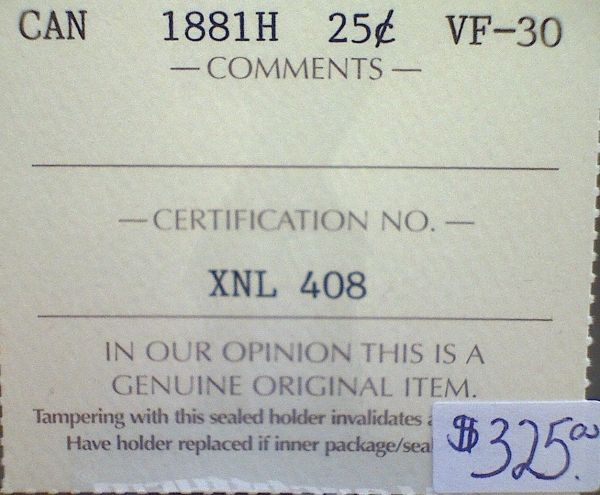 CAN 1881H 25¢ VF-30
— COMMENTS —
— CERTIFICATION NO. —
XNL 408
IN OUR OPINION THIS IS A
GENUINE ORIGINAL ITEM.
Tampering with this sealed holder invalidates
Have holder replaced if inner package/seal
$325.00